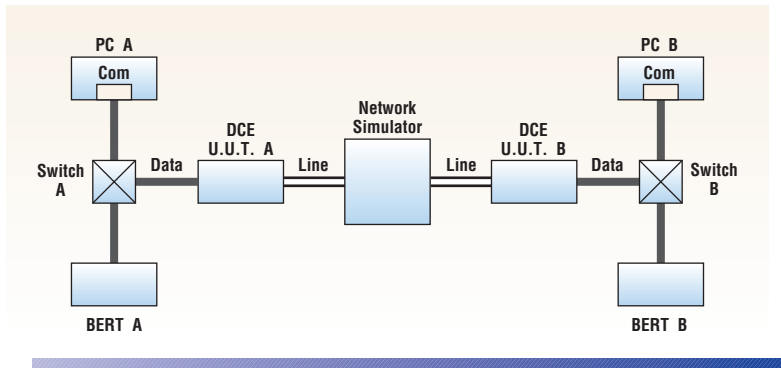 PC A
Com
Switch
A
Data
DCE
U.U.T. A
Line
Network
Simulator
Line
DCE
U.U.T. B
Data
PC B
Com
Switch
B
BERT A
BERT B